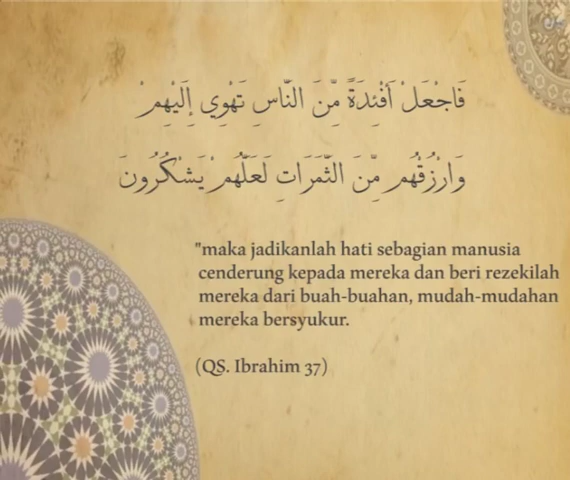 فَاجْعَلْ أَفْئِدَةً مِّنَ النَّاسِ تَهْوِي إِلَيْهِمْ
وَارْزُقْهُم مِّنَ الثَّمَرَاتِ لَعَلَّهُمْ يَشْكُرُونَ
"maka jadikanlah hati sebagian manusia
cenderung kepada mereka dan beri rezekilah
mereka dari buah-buahan, mudah-mudahan
mereka bersyukur.
(QS. Ibrahim 37)